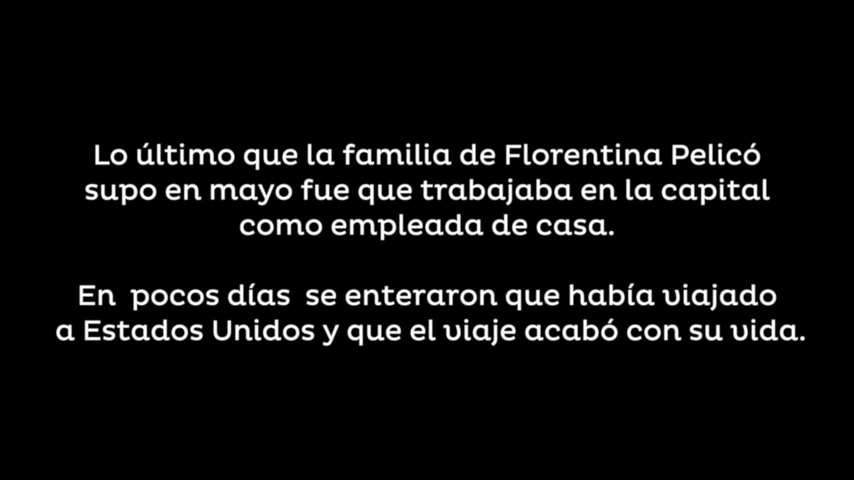 Lo último que la familia de Florentina Pelicó
supo en mayo fue que trabajaba en la capital
como empleada de casa.
En pocos días se enteraron que había viajado
a Estados Unidos y que el viaje acabó con su vida.